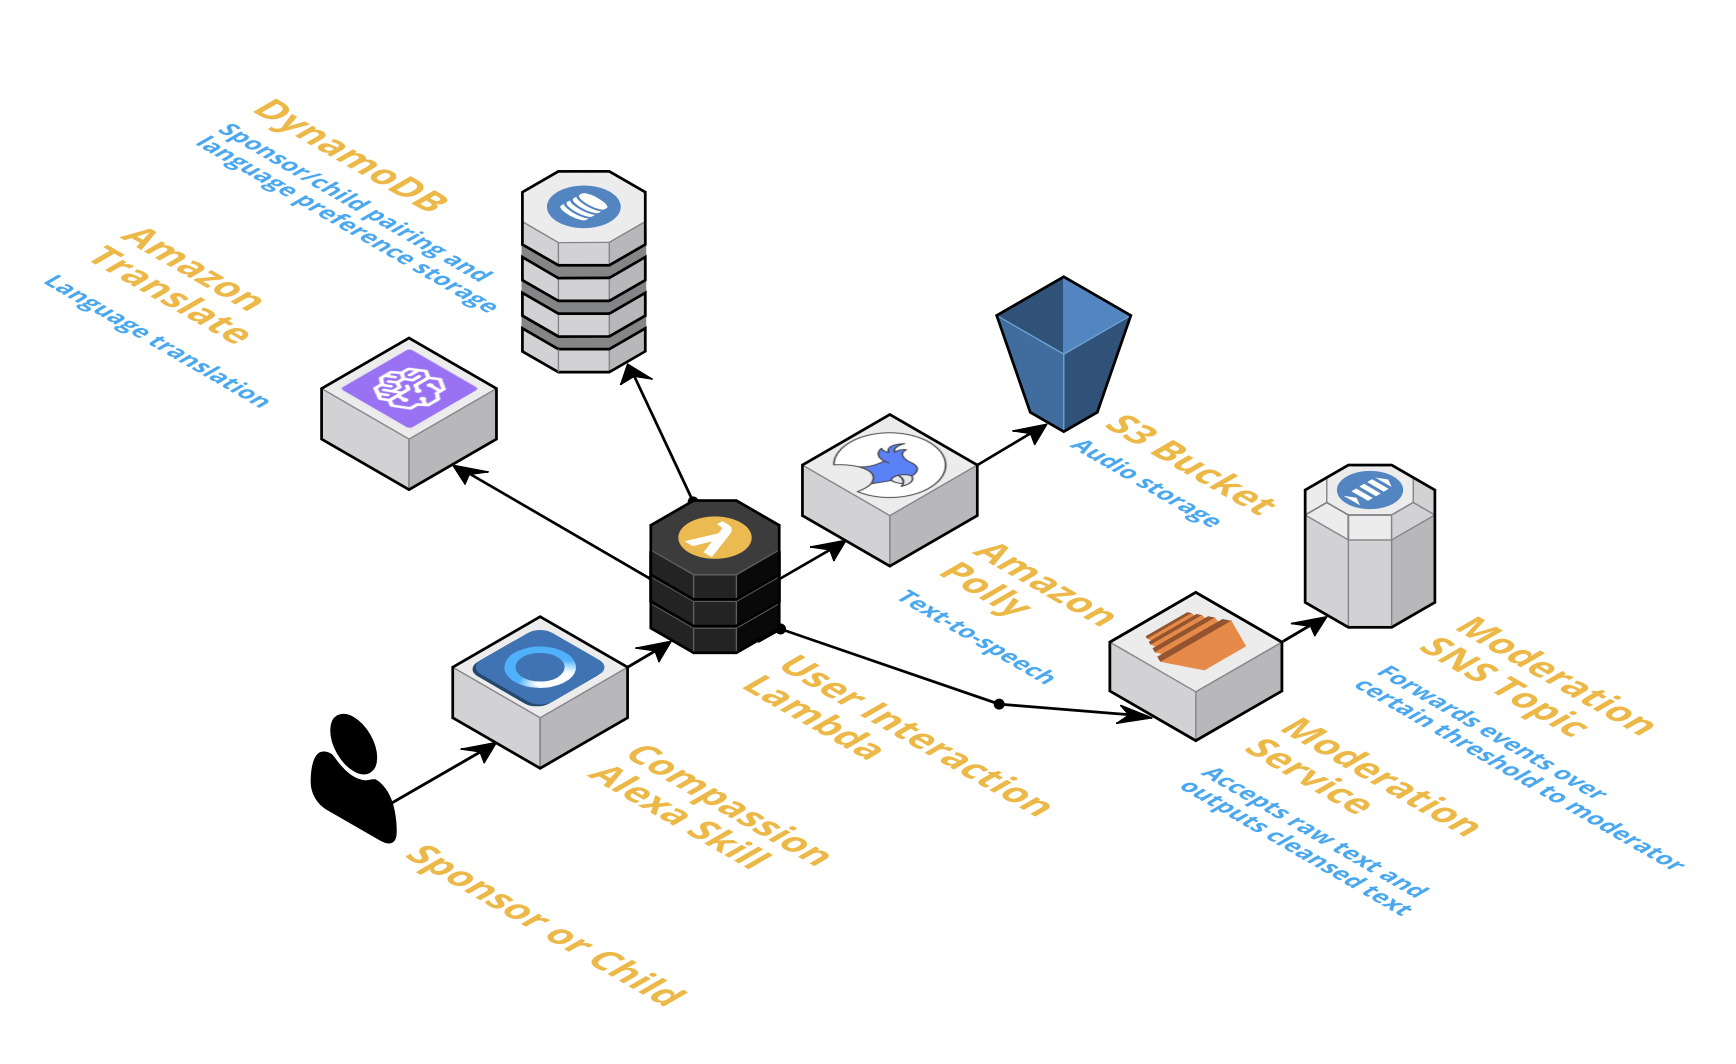 DynamoDB
Sponsor/child pairing and
language preference storage
Amazon
Translate
Language translation
S3 Bucket
Audio storage
Amazon
Polly
Text-to-speech
Moderation
SNS Topic
Forwards events over
certain threshold to moderator
User Interaction
Lambda
Moderation
Service
Accepts raw text and
outputs cleansed text
Compassion
Alexa Skill
Sponsor or Child